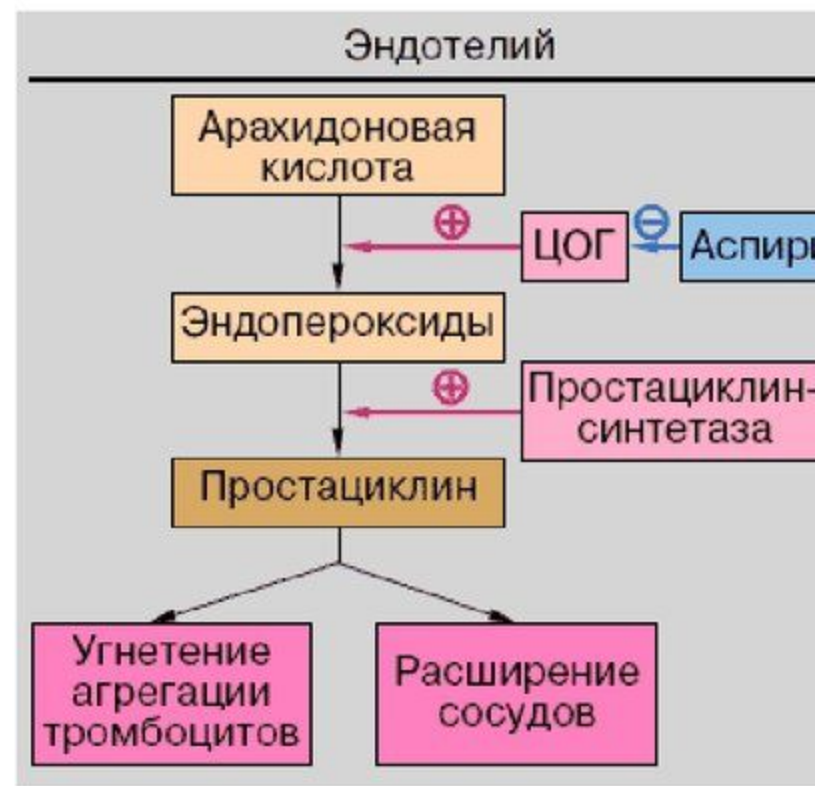 Эндотелий
Арахидоновая
кислота
⊕
ЦОГ
⊖
Аспири
Эндопероксиды
⊕
Простациклин-
синтетаза
Простациклин
Угнетение
агрегации
тромбоцитов
Расширение
сосудов